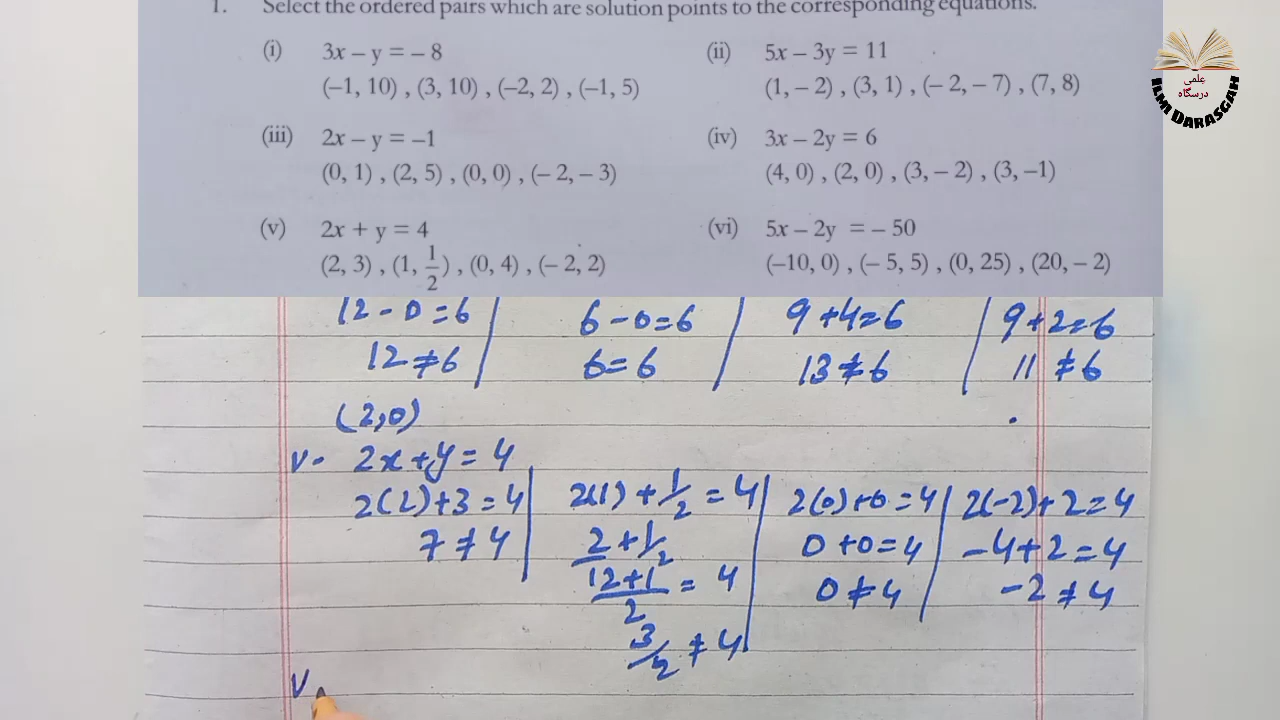 1. Select the ordered pairs which are solution points to the corresponding equations.
(i) 3x – y = – 8 (ii) 5x – 3y = 11
(–1, 10) , (3, 10) , (–2, 2) , (–1, 5) (1, – 2) , (3, 1) , (– 2, – 7) , (7, 8)
(iii) 2x – y = –1 (iv) 3x – 2y = 6
(0, 1) , (2, 5) , (0, 0) , (– 2, – 3) (4, 0) , (2, 0) , (3, – 2) , (3, –1)
(v) 2x + y = 4 (vi) 5x – 2y = – 50
(2, 3) , (1, 1/2) , (0, 4) , (– 2, 2) (–10, 0) , (– 5, 5) , (0, 25) , (20, – 2)
علمی
درسگاہ
ILMI DARASGAH
12 - 0 = 6 6 - 0 = 6 9 + 4 = 6 9 + 2 = 6
12 ≠ 6 6 = 6 13 ≠ 6 11 ≠ 6
(2,0)
V- 2x + y = 4
2(2) + 3 = 4 2(1) + 1/2 = 4 2(0) + 0 = 4 2(-2) + 2 = 4
7 ≠ 4 2 + 1/2 0 + 0 = 4 -4 + 2 = 4
12+1/2 = 4 0 ≠ 4 -2 ≠ 4
3/2 ≠ 4
V